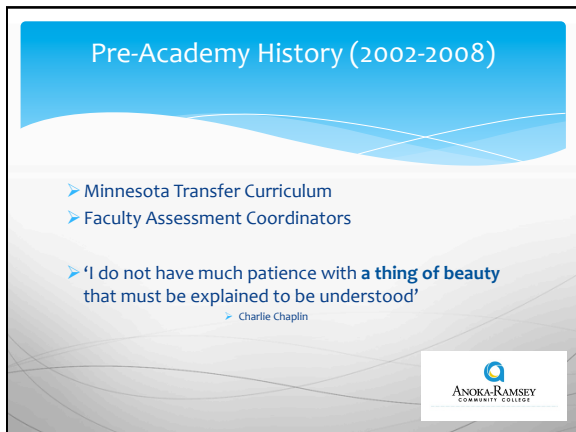 Pre-Academy History (2002-2008)
Minnesota Transfer Curriculum
Faculty Assessment Coordinators
‘I do not have much patience with a thing of beauty
that must be explained to be understood’
Charlie Chaplin
ANOKA-RAMSEY
COMMUNITY COLLEGE